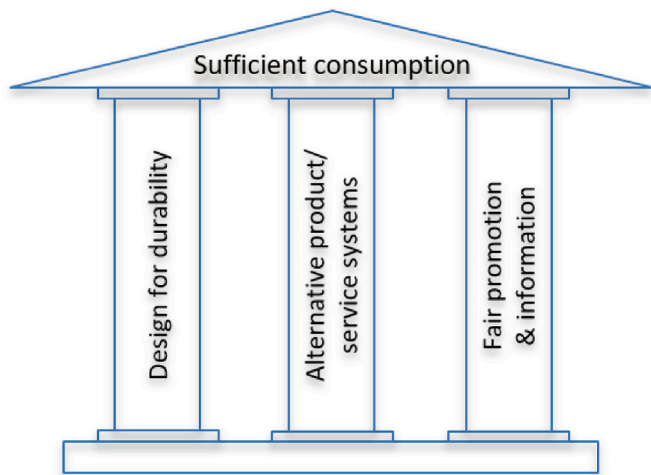 Sufficient consumption
Design for durability
Alternative product/
service systems
Fair promotion
& information